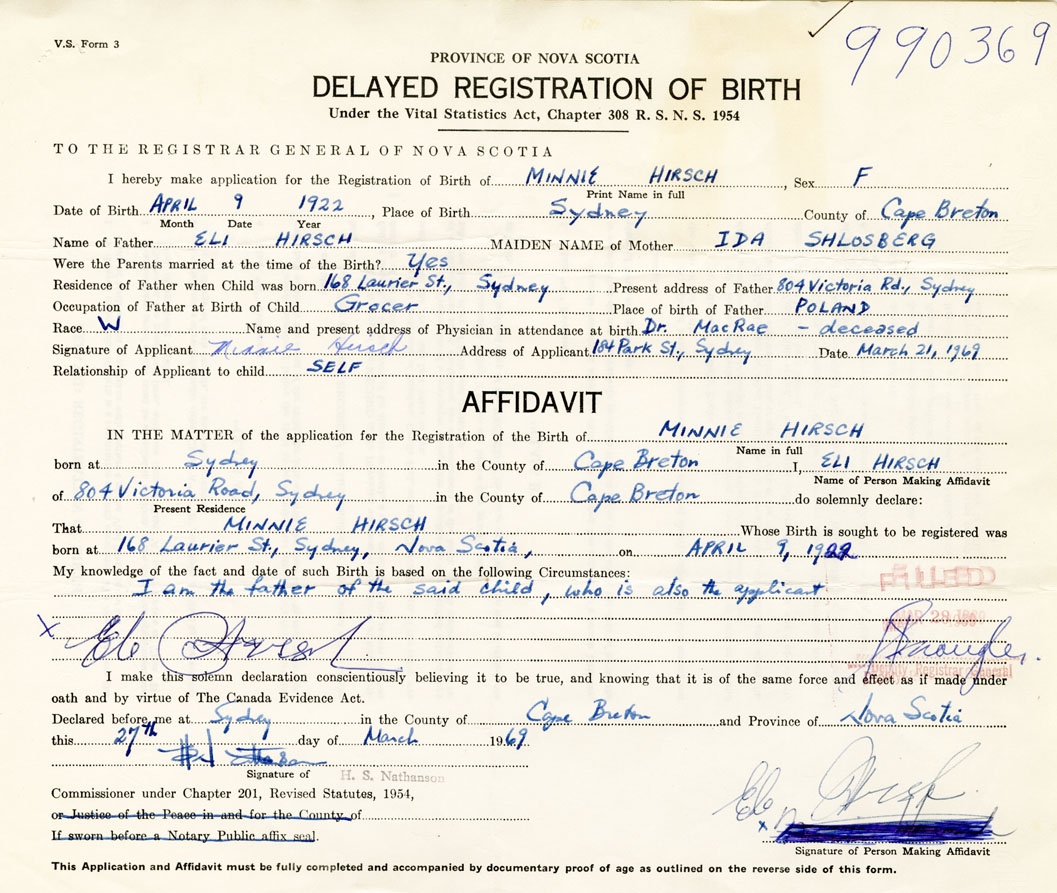 V.S. Form 3
990369
PROVINCE OF NOVA SCOTIA
DELAYED REGISTRATION OF BIRTH
Under the Vital Statistics Act, Chapter 308 R. S. N. S. 1954
TO THE REGISTRAR GENERAL OF NOVA SCOTIA
I hereby make application for the Registration of Birth of MINNIE HIRSCH, Sex F
Print Name in full
Date of Birth APRIL 9 1922, Place of Birth Sydney County of Cape Breton
Month Date Year
Name of Father ELI HIRSCH MAIDEN NAME of Mother IDA SHLOSBERG
Were the Parents married at the time of the Birth? Yes
Residence of Father when Child was born 168 Laurier St., Sydney Present address of Father 804 Victoria Rd., Sydney
Occupation of Father at Birth of Child Grocer Place of birth of Father POLAND
Race W Name and present address of Physician in attendance at birth Dr. MacRae - deceased
Signature of Applicant Minnie Hirsch Address of Applicant 184 Park St., Sydney Date March 21, 1969
Relationship of Applicant to child SELF
AFFIDAVIT
IN THE MATTER of the application for the Registration of the Birth of MINNIE HIRSCH
Name in full
born at Sydney in the County of Cape Breton I, ELI HIRSCH
Name of Person Making Affidavit
of 804 Victoria Road, Sydney in the County of Cape Breton do solemnly declare:
Present Residence
That MINNIE HIRSCH Whose Birth is sought to be registered was
born at 168 Laurier St., Sydney, Nova Scotia, on APRIL 9, 1922
My knowledge of the fact and date of such Birth is based on the following Circumstances:
I am the father of the said child, who is also the applicant
FILED
MAR 28
x Eli Hirsch
Deputy Registrar General
I make this solemn declaration conscientiously believing it to be true, and knowing that it is of the same force and effect as if made under
oath and by virtue of The Canada Evidence Act.
Declared before me at Sydney in the County of Cape Breton and Province of Nova Scotia
this 27th day of March 1969
Signature of H. S. Nathanson
Commissioner under Chapter 201, Revised Statutes, 1954,
or Justice of the Peace in and for the County of
If sworn before a Notary Public affix seal.
Eli Hirsch
x
Signature of Person Making Affidavit
This Application and Affidavit must be fully completed and accompanied by documentary proof of age as outlined on the reverse side of this form.